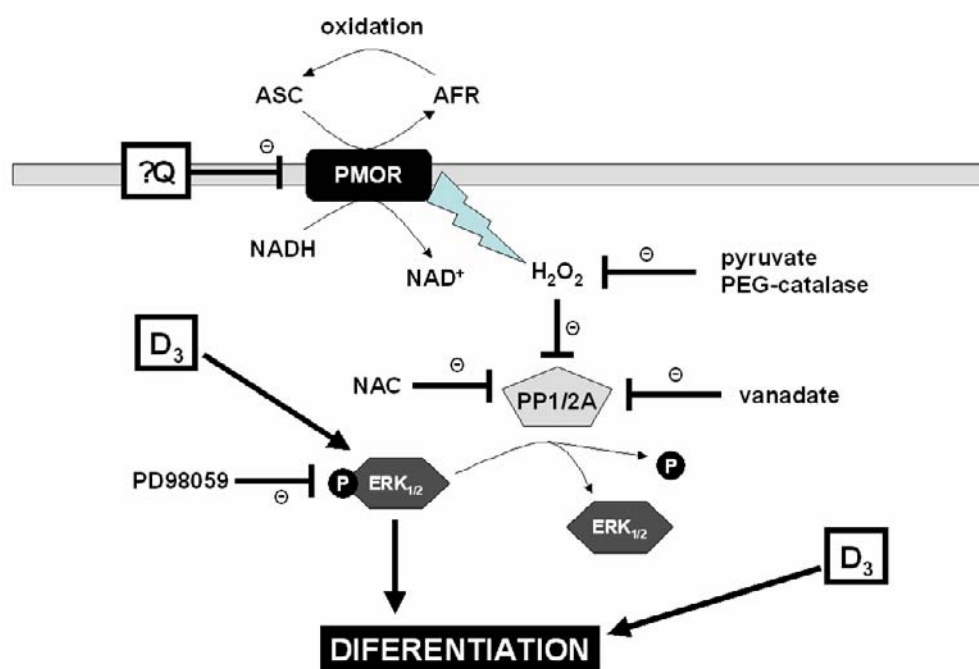 oxidation
ASC
AFR
⊖
?Q
PMOR
NADH
NAD⁺
H₂O₂
⊖
pyruvate
PEG-catalase
⊖
D₃
NAC
⊖
PP1/2A
⊖
vanadate
P
PD98059
⊖
P
ERK₁/₂
ERK₁/₂
D₃
DIFERENTIATION